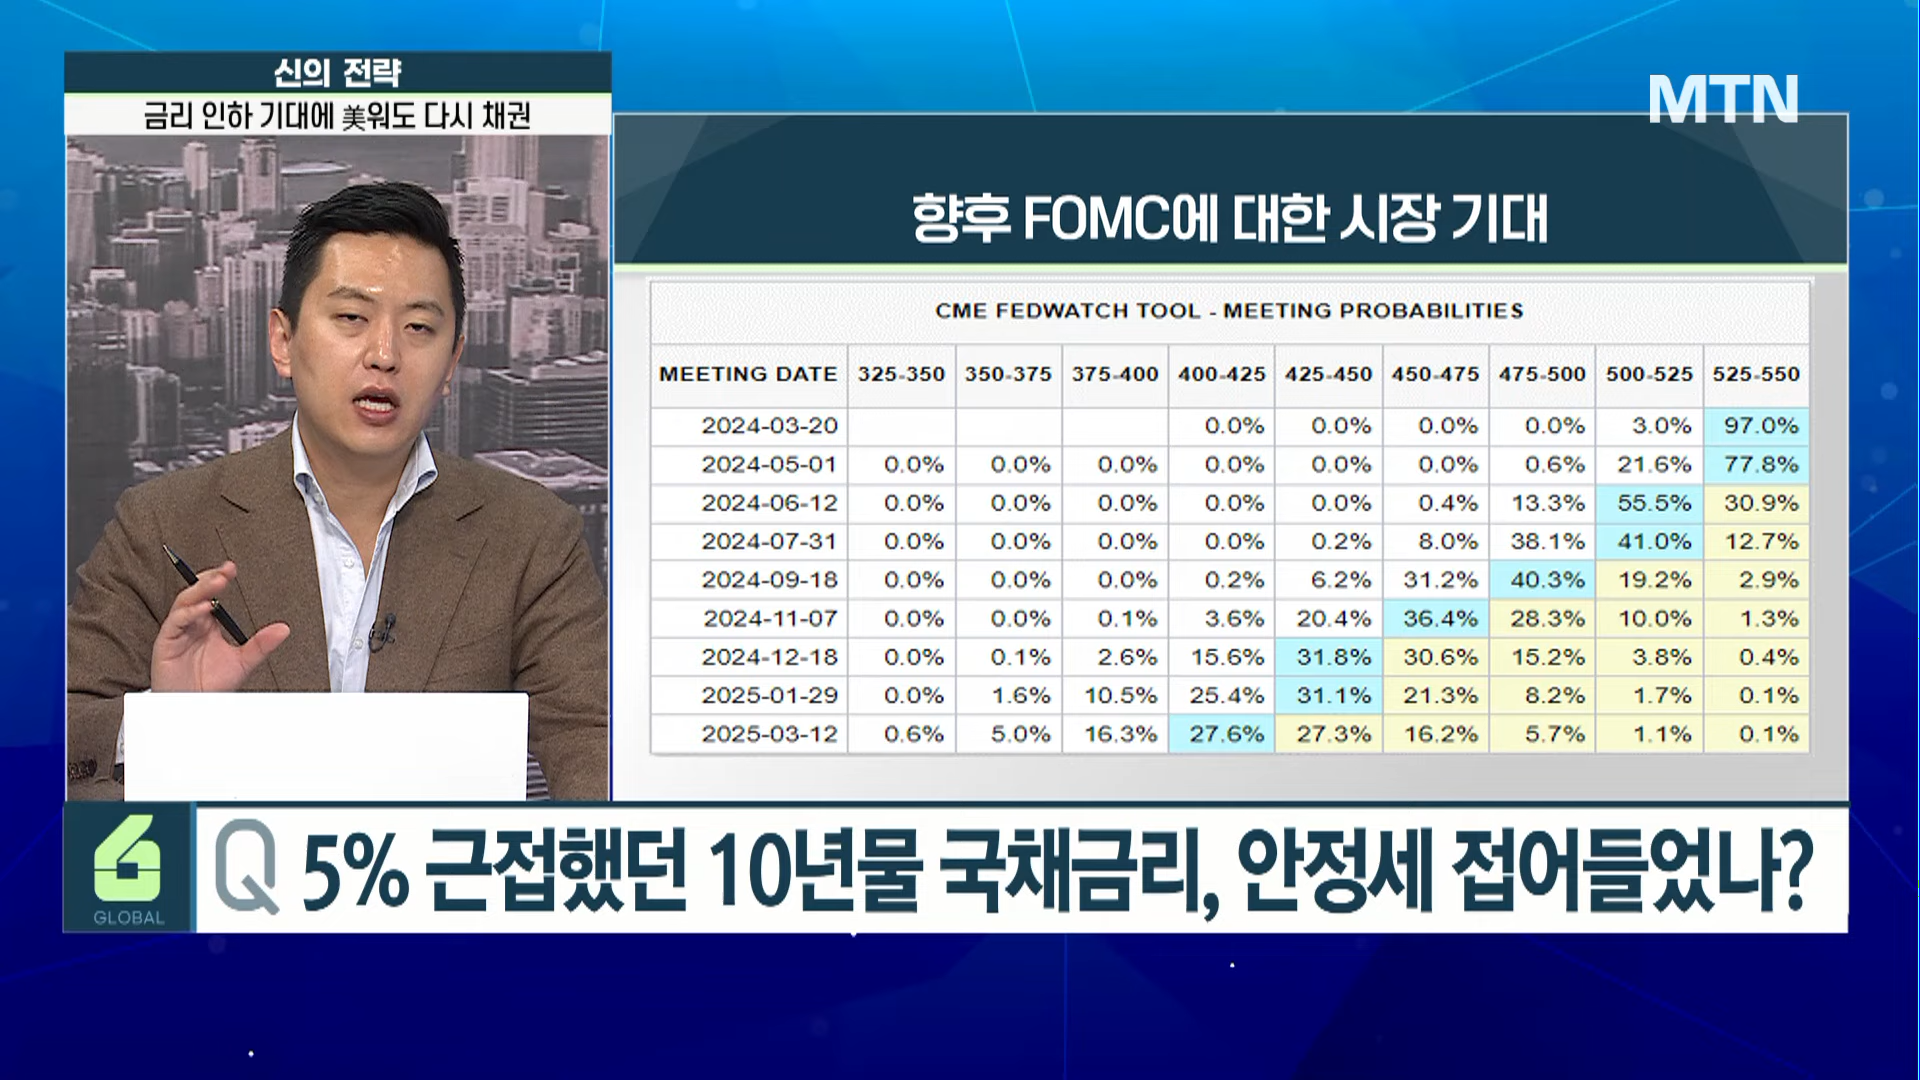 신의 전략
금리 인하 기대에 美워도 다시 채권
MTN
향후 FOMC에 대한 시장 기대
CME FEDWATCH TOOL - MEETING PROBABILITIES
MEETING DATE 325-350 350-375 375-400 400-425 425-450 450-475 475-500 500-525 525-550
2024-03-20 0.0% 0.0% 0.0% 0.0% 3.0% 97.0%
2024-05-01 0.0% 0.0% 0.0% 0.0% 0.0% 0.0% 0.6% 21.6% 77.8%
2024-06-12 0.0% 0.0% 0.0% 0.0% 0.0% 0.4% 13.3% 55.5% 30.9%
2024-07-31 0.0% 0.0% 0.0% 0.0% 0.2% 8.0% 38.1% 41.0% 12.7%
2024-09-18 0.0% 0.0% 0.0% 0.2% 6.2% 31.2% 40.3% 19.2% 2.9%
2024-11-07 0.0% 0.0% 0.1% 3.6% 20.4% 36.4% 28.3% 10.0% 1.3%
2024-12-18 0.0% 0.1% 2.6% 15.6% 31.8% 30.6% 15.2% 3.8% 0.4%
2025-01-29 0.0% 1.6% 10.5% 25.4% 31.1% 21.3% 8.2% 1.7% 0.1%
2025-03-12 0.6% 5.0% 16.3% 27.6% 27.3% 16.2% 5.7% 1.1% 0.1%
6
GLOBAL
Q 5% 근접했던 10년물 국채금리, 안정세 접어들었나?